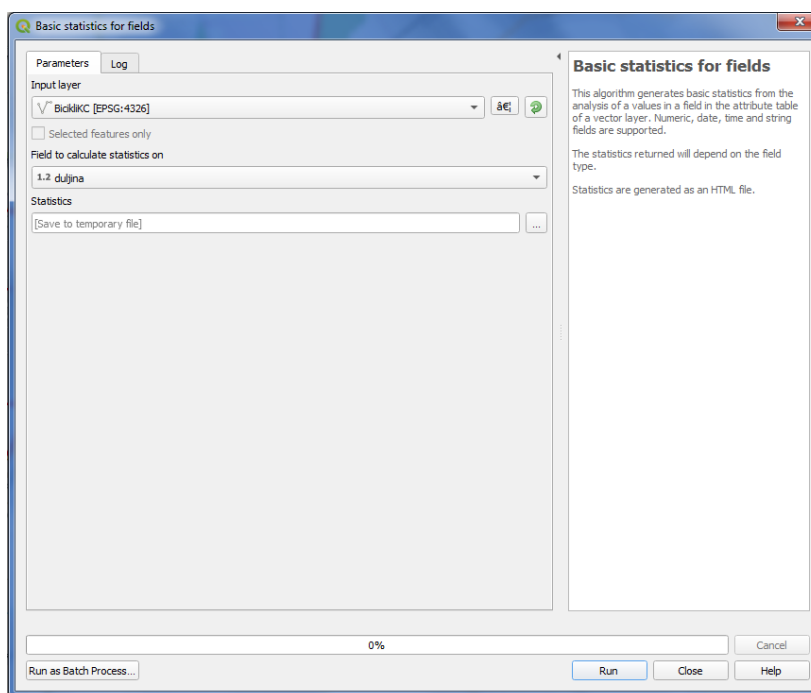 Basic statistics for fields
Parameters
Log
Input layer
BicikliKC [EPSG:4326]
…
Selected features only
Field to calculate statistics on
1.2 duljina
Statistics
[Save to temporary file]
...
Basic statistics for fields
This algorithm generates basic statistics from the
analysis of a values in a field in the attribute table
of a vector layer. Numeric, date, time and string
fields are supported.
The statistics returned will depend on the field
type.
Statistics are generated as an HTML file.
0%
Cancel
Run as Batch Process...
Run
Close
Help